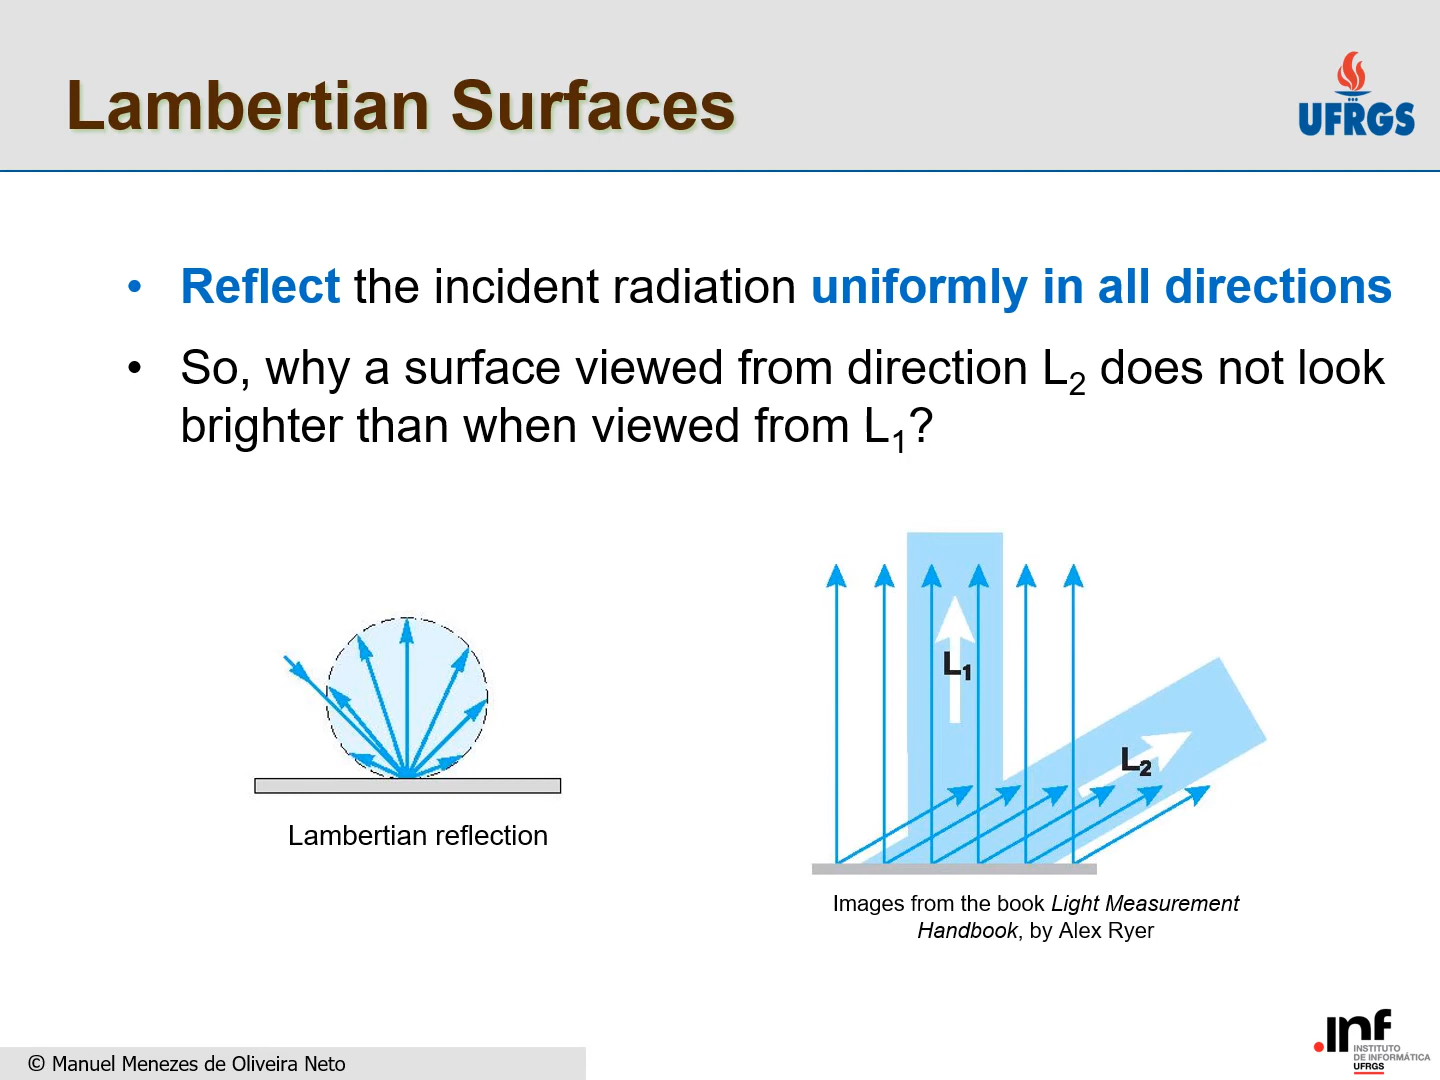 Lambertian Surfaces
UFRGS
• Reflect the incident radiation uniformly in all directions
• So, why a surface viewed from direction L₂ does not look
brighter than when viewed from L₁?
L₁
L₂
Lambertian reflection
Images from the book Light Measurement
Handbook, by Alex Ryer
© Manuel Menezes de Oliveira Neto
.inf
INSTITUTO
DE INFORMÁTICA
UFRGS